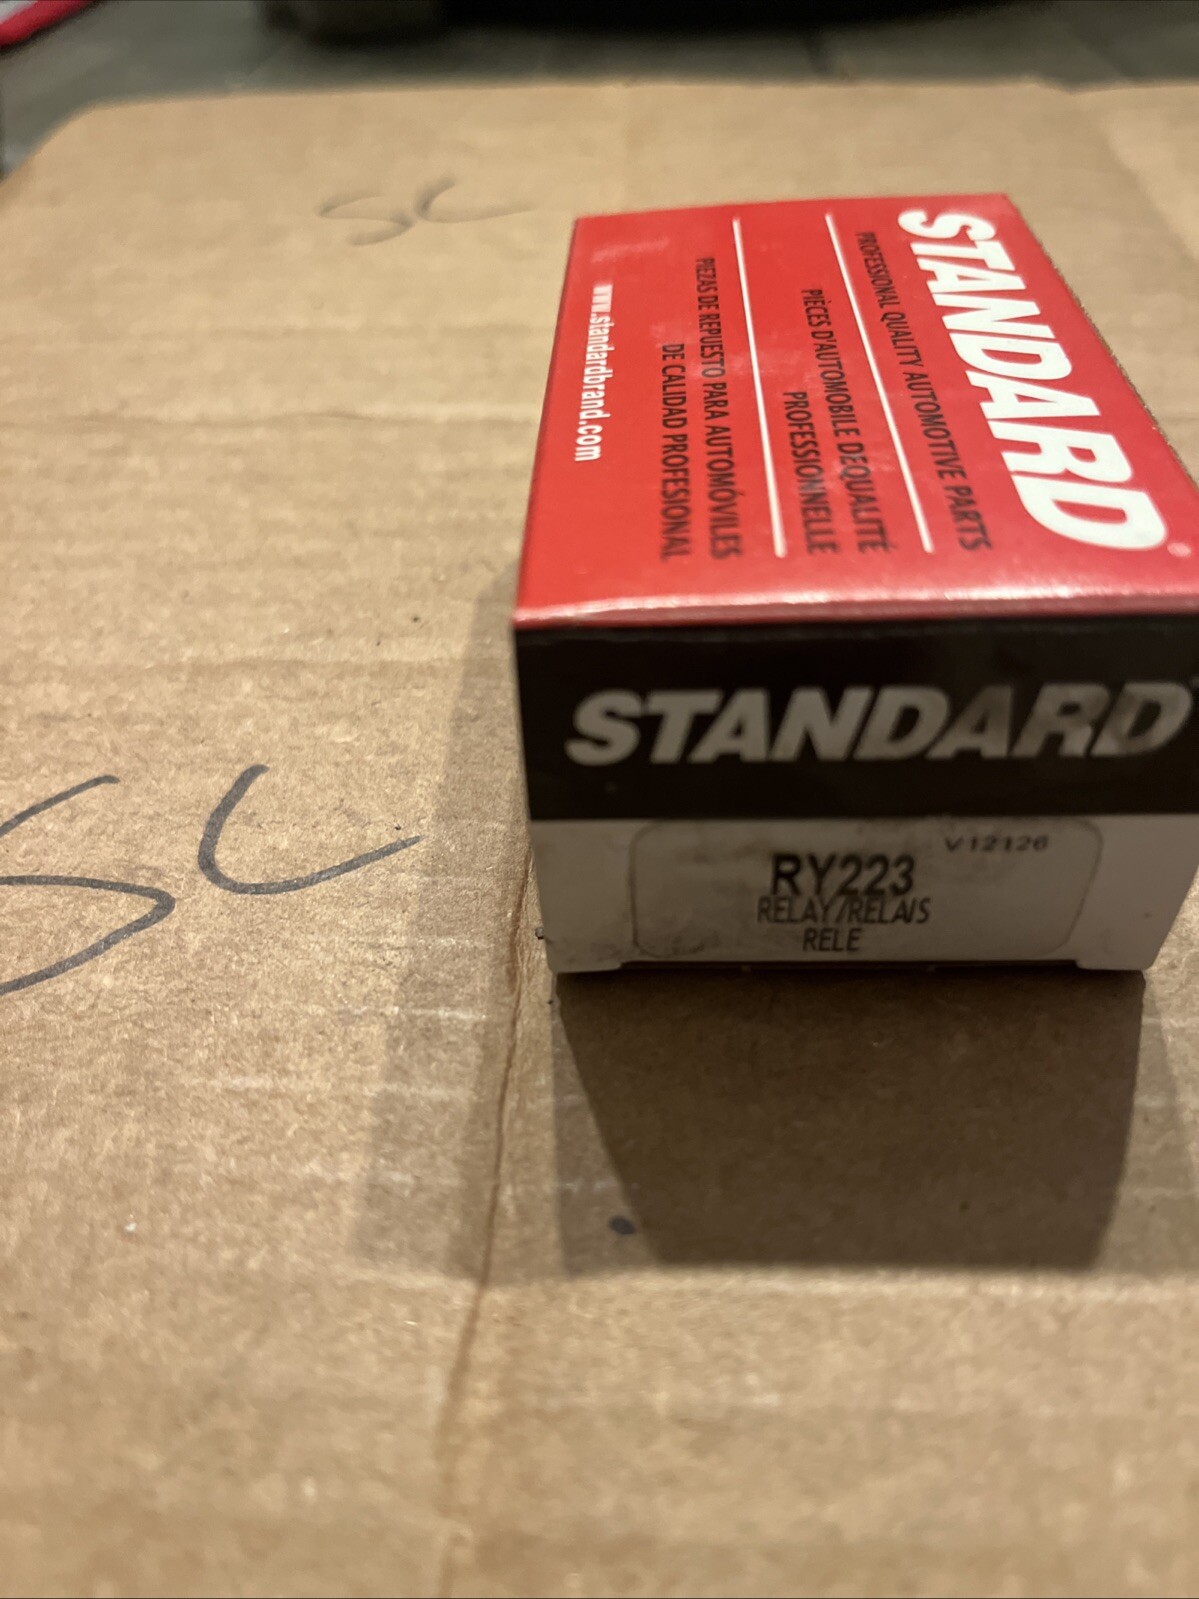 SC
STANDARD
PROFESSIONAL QUALITY AUTOMOTIVE PARTS
PIÈCES D'AUTOMOBILE DEQUALITÉ
PROFESSIONNELLE
PIEZAS DE REPUESTO PARA AUTOMÓVILES
DE CALIDAD PROFESIONAL
www.standardbrand.com
STANDARD
V12126
RY223
RELAY/RELAIS
RELE
SC